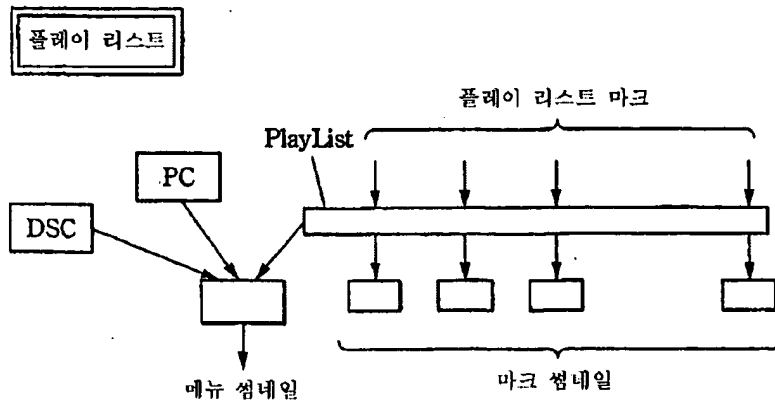 플레이 리스트
플레이 리스트 마크
PlayList
PC
DSC
메뉴 썸네일
마크 썸네일